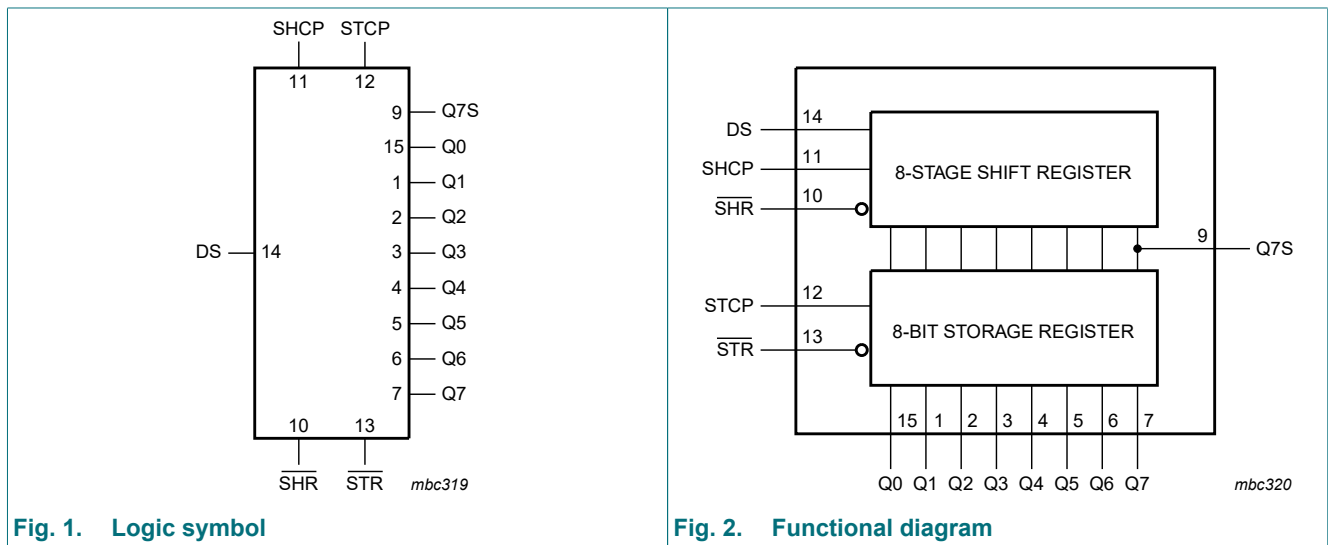 SHCP STCP
11 12
9 Q7S
15 Q0
1 Q1
2 Q2
DS 14 3 Q3
4 Q4
5 Q5
6 Q6
7 Q7
10 13
SHR STR mbc319
Fig. 1. Logic symbol
DS 14
8-STAGE SHIFT REGISTER
SHCP 11
SHR 10
9 Q7S
STCP 12
8-BIT STORAGE REGISTER
STR 13
15 1 2 3 4 5 6 7
Q0 Q1 Q2 Q3 Q4 Q5 Q6 Q7 mbc320
Fig. 2. Functional diagram